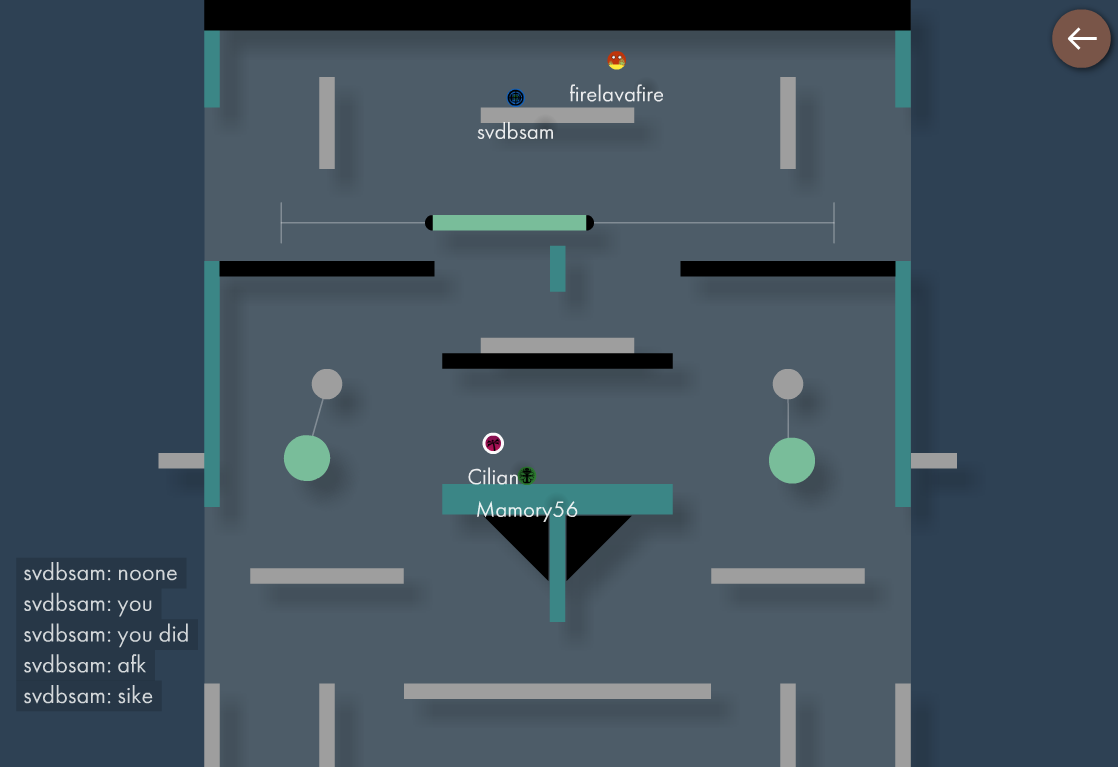 firelavafire
svdbsam
Cilian
Mamory56
svdbsam: noone
svdbsam: you
svdbsam: you did
svdbsam: afk
svdbsam: sike